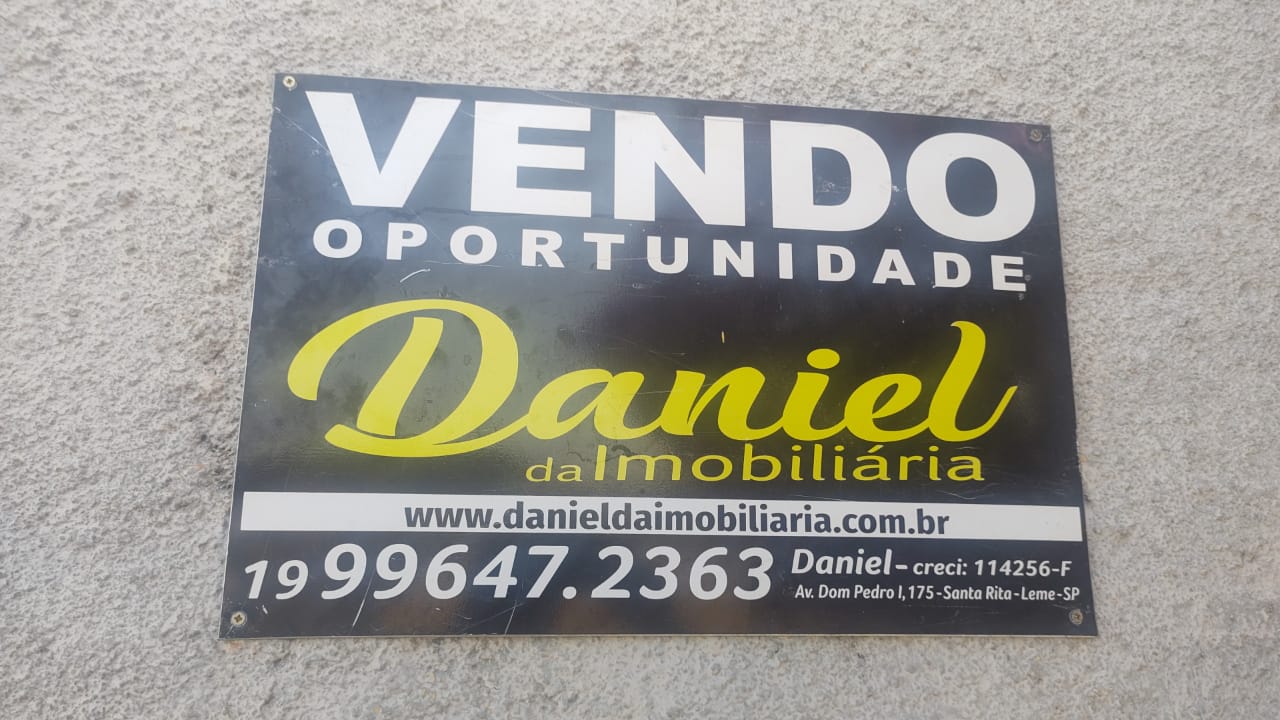 VENDO
OPORTUNIDADE
Daniel
daImobiliária
www.danieldaimobiliaria.com.br
19 99647.2363
Daniel - creci: 114256-F
Av. Dom Pedro I, 175 - Santa Rita - Leme - SP